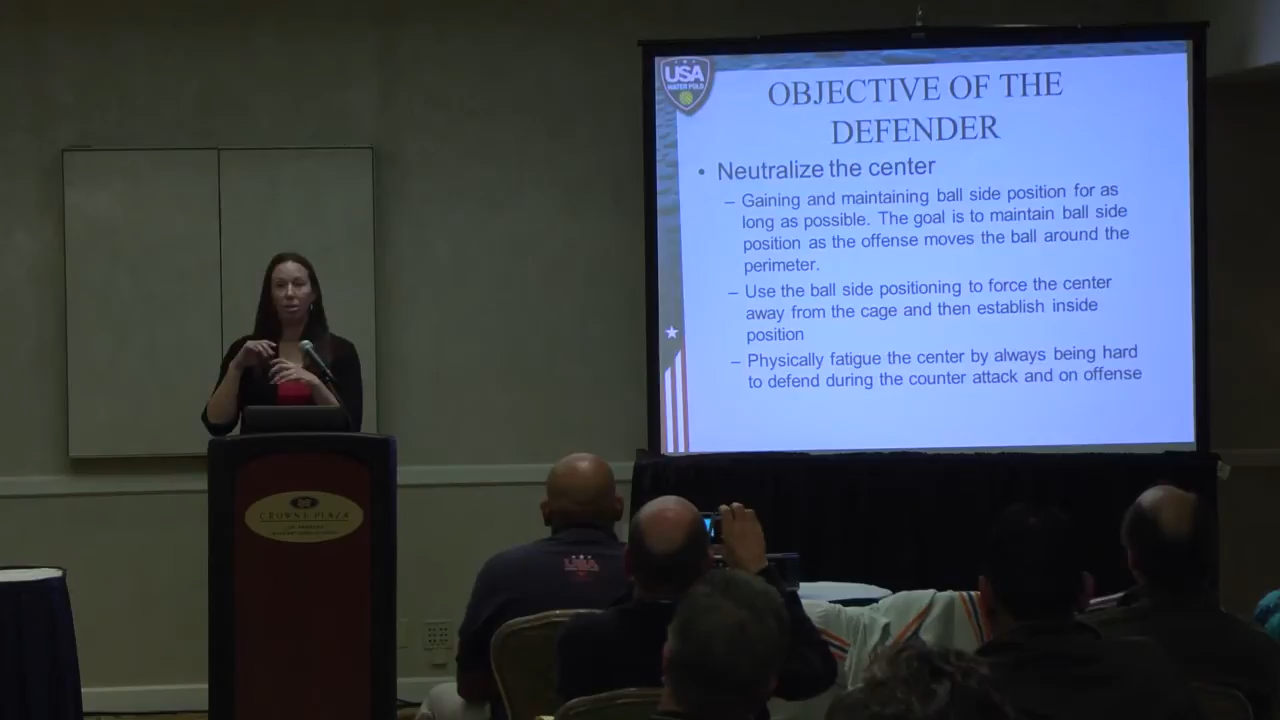 USA
WATER POLO
OBJECTIVE OF THE
DEFENDER
• Neutralize the center
– Gaining and maintaining ball side position for as
long as possible. The goal is to maintain ball side
position as the offense moves the ball around the
perimeter.
– Use the ball side positioning to force the center
away from the cage and then establish inside
position
– Physically fatigue the center by always being hard
to defend during the counter attack and on offense
CROWNE PLAZA
USA